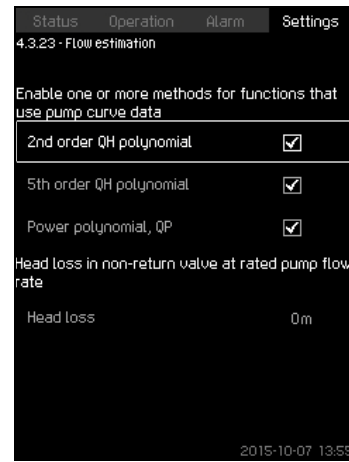 Status Operation Alarm Settings
4.3.23 - Flow estimation
Enable one or more methods for functions that
use pump curve data
2nd order QH polynomial
5th order QH polynomial
Power polynomial, QP
Head loss in non-return valve at rated pump flow
rate
Head loss 0m
2015-10-07 13:55